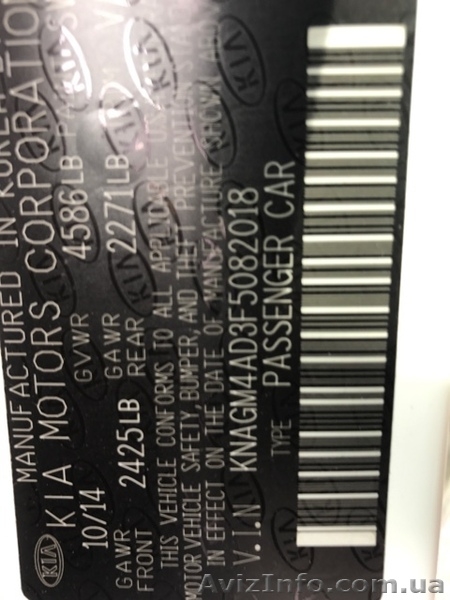 MANUFACTURED IN KOREA
KIA MOTORS CORPORATION
10/14 GVWR 4586LB
GAWR FRONT 2425LB GAWR REAR 2271LB
THIS VEHICLE CONFORMS TO ALL APPLICABLE
MOTOR VEHICLE SAFETY, BUMPER, AND THEFT PREVENTION
IN EFFECT ON THE DATE OF MANUFACTURE SHOWN
V.I.N KNAGM4AD3F5082018
TYPE PASSENGER CAR
KIA
AvizInfo.com.ua